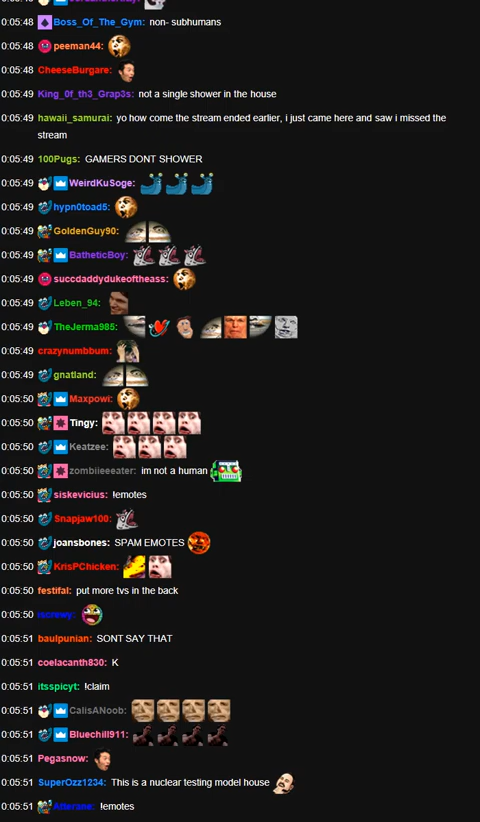 0:05:48 Boss_Of_The_Gym: non- subhumans
0:05:48 peeman44:
0:05:48 CheeseBurgare:
0:05:49 King_0f_th3_Grap3s: not a single shower in the house
0:05:49 hawaii_samurai: yo how come the stream ended earlier, i just came here and saw i missed the
stream
0:05:49 100Pugs: GAMERS DONT SHOWER
0:05:49 WeirdKuSoge:
0:05:49 hypn0toad5:
0:05:49 GoldenGuy90:
0:05:49 BatheticBoy:
0:05:49 succdaddydukeoftheass:
0:05:49 Leben_94:
0:05:49 TheJerma985:
0:05:49 crazynumbbum:
0:05:49 gnatland:
0:05:50 Maxpowi:
0:05:50 Tingy:
0:05:50 Keatzee:
0:05:50 zombiieeeater: im not a human
0:05:50 siskevicius: !emotes
0:05:50 Snapjaw100:
0:05:50 joansbones: SPAM EMOTES
0:05:50 KrisPChicken:
0:05:50 festifal: put more tvs in the back
0:05:50
0:05:51 baulpunian: SONT SAY THAT
0:05:51 coelacanth830: K
0:05:51 itsspicyt: !claim
0:05:51 CalisANoob:
0:05:51 Bluechill911:
0:05:51 Pegasnow:
0:05:51 SuperOzz1234: This is a nuclear testing model house
0:05:51 !emotes